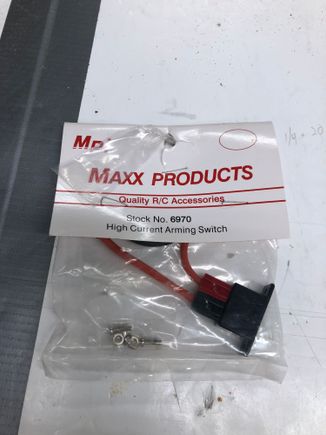 MAXX PRODUCTS
Quality R/C Accessories
Stock No. 6970
High Current Arming Switch